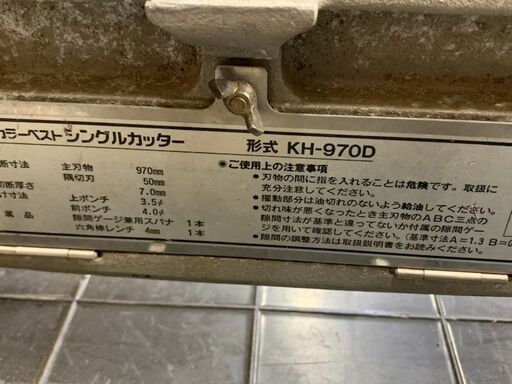 カラーベスト シングルカッター 形式 KH-970D
断寸法 主刃物 970mm
隅切刃 50mm
切断厚さ 7.0mm
け寸法 上ポンチ 3.5φ
前ポンチ 4.0φ
属品 隙間ゲージ兼用スパナ 1本
六角棒レンチ 4mm 1本
●ご使用上の注意事項
・刃物の間に指を入れることは危険です。取扱に
充分注意してください。
・摺動部分は油切れのないよう給油してください。
・切れ味が悪くなったとき主刃物のABC三点の
隙間寸法が基準と違ってないか付属の隙間ゲー
ジを用いて確認してください。(基準寸法A=1.3 B=0
・隙間の調整方法は取扱説明書をお読みください。